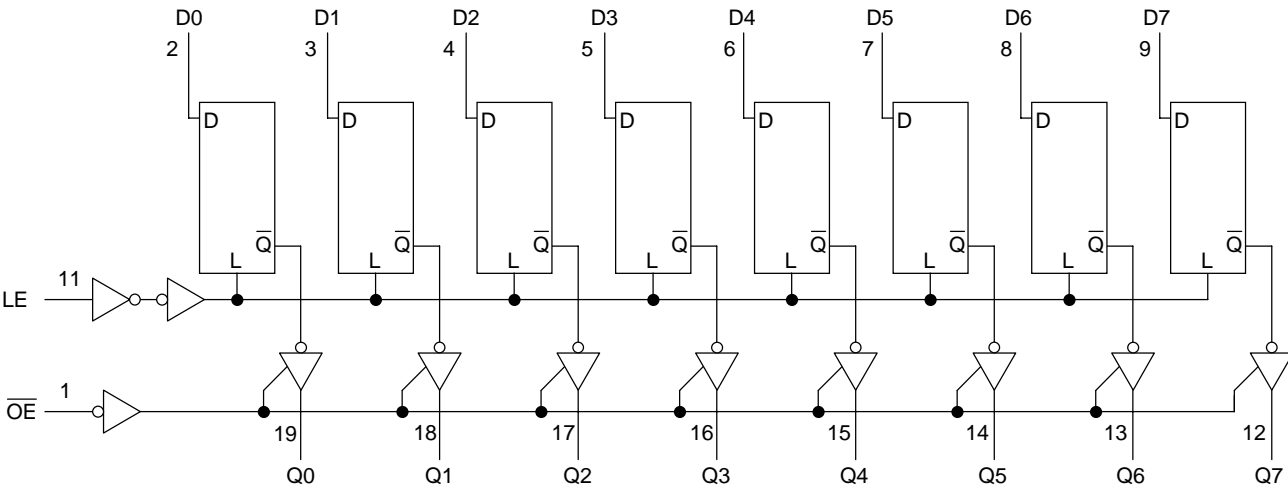 D0 D1 D2 D3 D4 D5 D6 D7
2 3 4 5 6 7 8 9
D D D D D D D D
Q̅ Q̅ Q̅ Q̅ Q̅ Q̅ Q̅ Q̅
L L L L L L L L
11
LE
1
O̅E̅
19 18 17 16 15 14 13 12
Q0 Q1 Q2 Q3 Q4 Q5 Q6 Q7